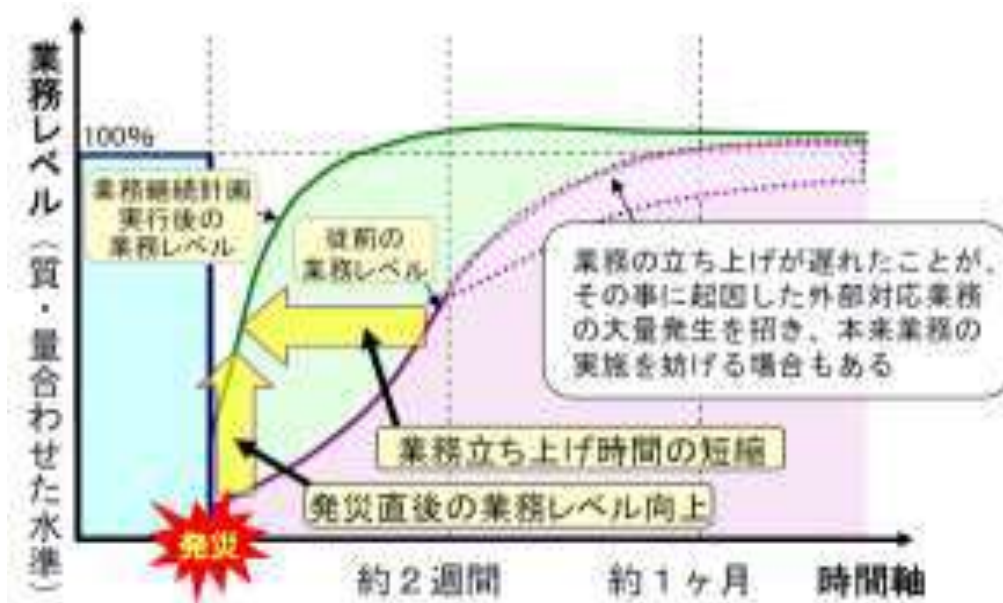 業務レベル（質・量合わせた水準）
100%
業務継続計画
実行後の
業務レベル
従前の
業務レベル
業務の立ち上げが遅れたことが、
その事に起因した外部対応業務
の大量発生を招き、本来業務の
実施を妨げる場合もある
業務立ち上げ時間の短縮
発災直後の業務レベル向上
発災
約２週間
約１ヶ月
時間軸